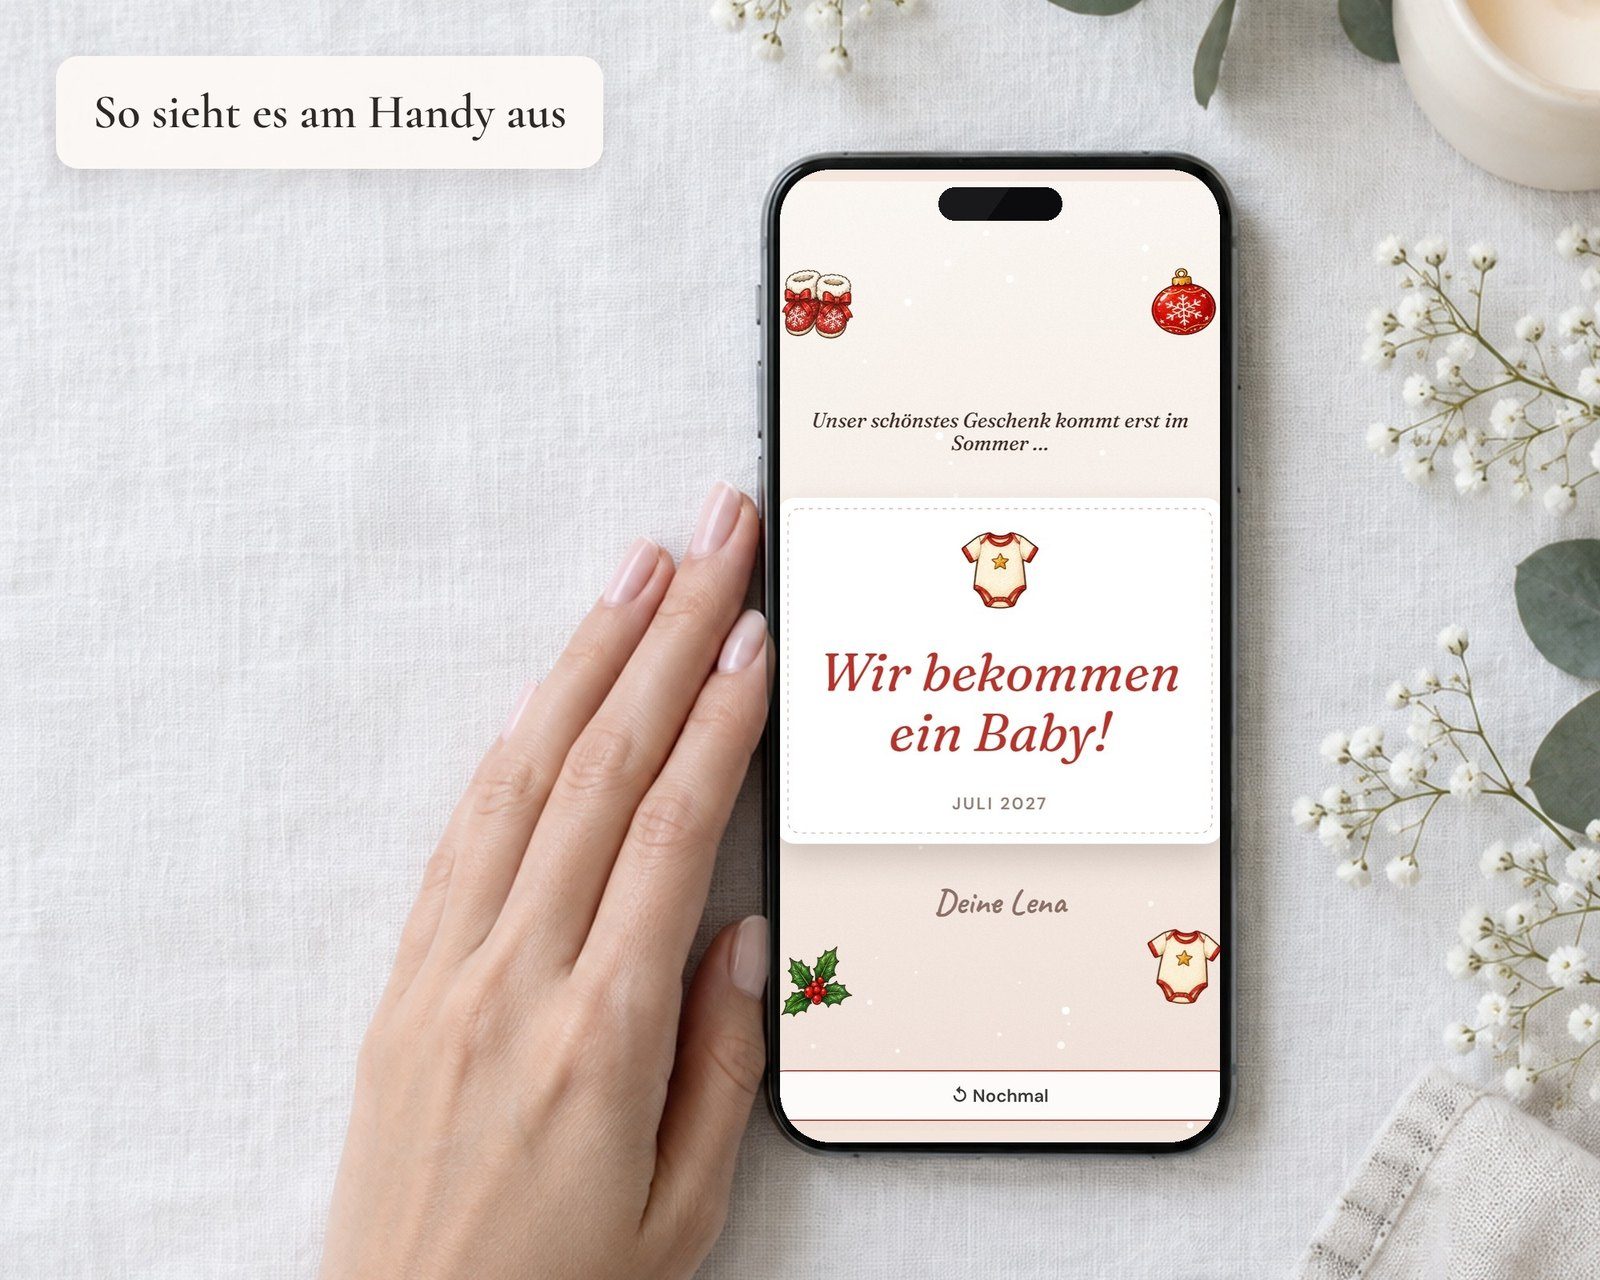 So sieht es am Handy aus
Unser schönstes Geschenk kommt erst im
Sommer ...
Wir bekommen
ein Baby!
JULI 2027
Deine Lena
Nochmal